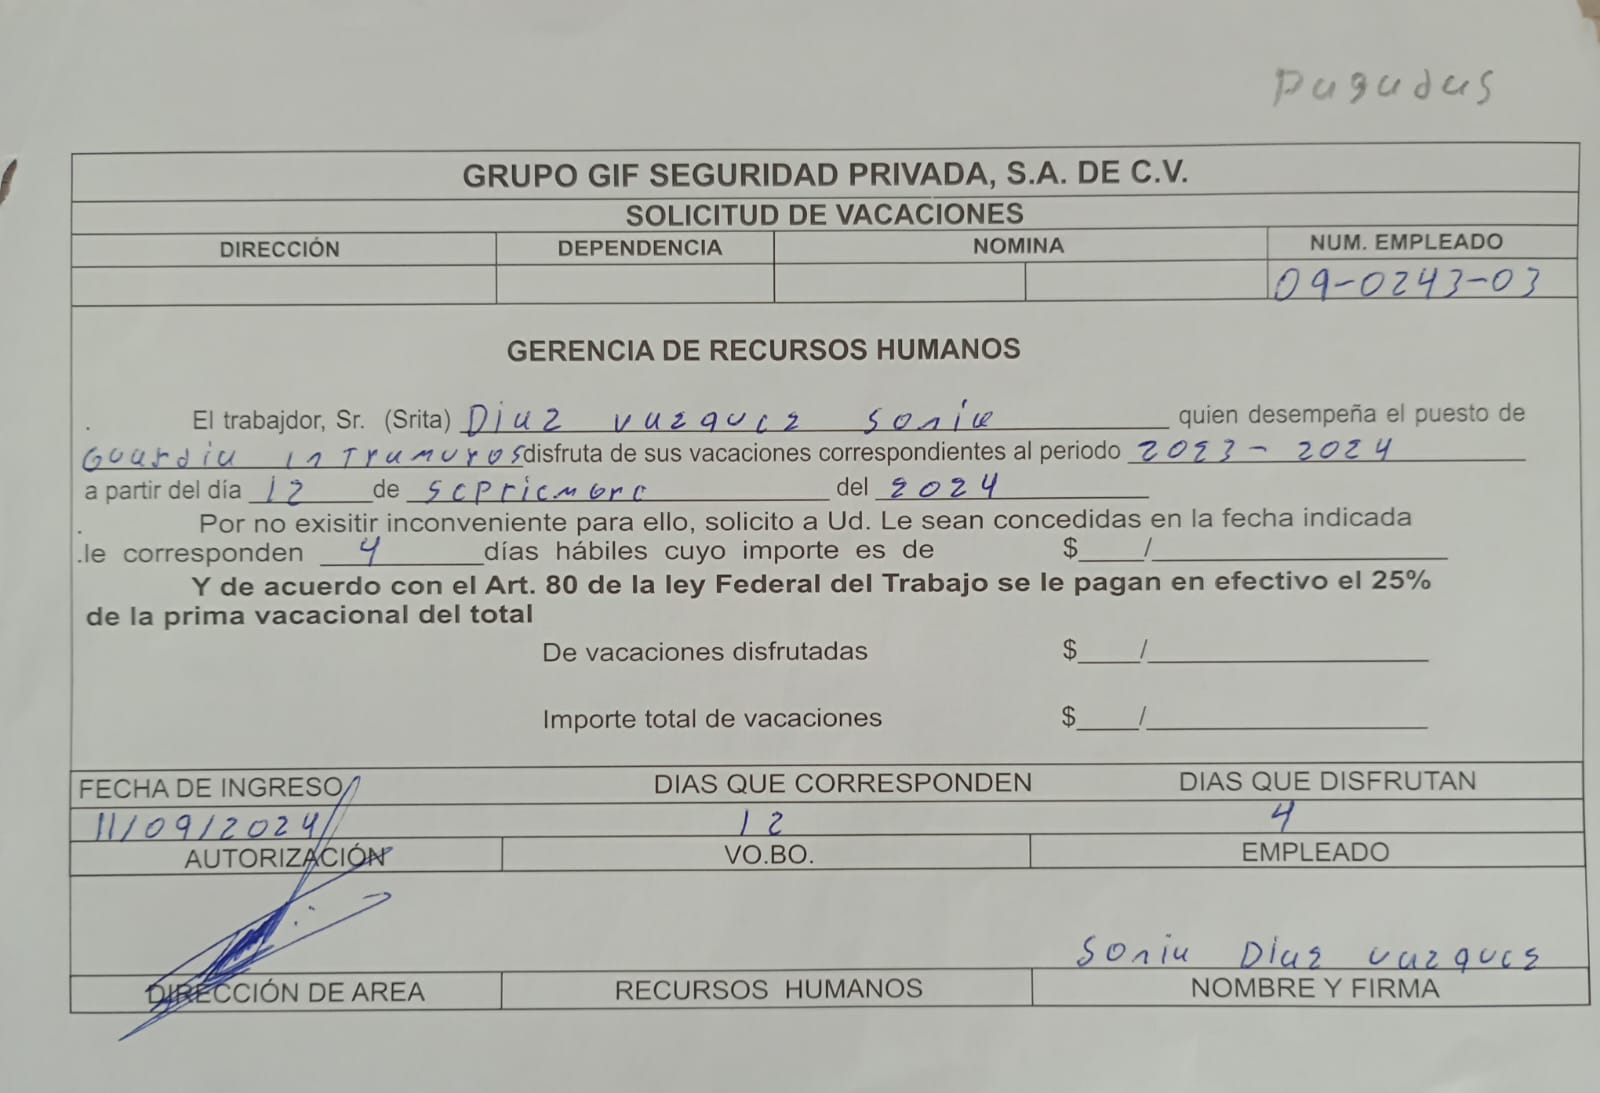 Pagadas
GRUPO GIF SEGURIDAD PRIVADA, S.A. DE C.V.
SOLICITUD DE VACACIONES
DIRECCIÓN DEPENDENCIA NOMINA NUM. EMPLEADO
09-0243-03
GERENCIA DE RECURSOS HUMANOS
El trabajdor, Sr. (Srita) Diaz vazquez sonia quien desempeña el puesto de
Guardia intramuros disfruta de sus vacaciones correspondientes al periodo 2023 - 2024
a partir del día 12 de septiembre del 2024
Por no exisitir inconveniente para ello, solicito a Ud. Le sean concedidas en la fecha indicada
.le corresponden 4 días hábiles cuyo importe es de $____/____
Y de acuerdo con el Art. 80 de la ley Federal del Trabajo se le pagan en efectivo el 25%
de la prima vacacional del total
De vacaciones disfrutadas $____/____
Importe total de vacaciones $____/____
FECHA DE INGRESO DIAS QUE CORRESPONDEN DIAS QUE DISFRUTAN
11/09/2024 12 4
AUTORIZACIÓN VO.BO. EMPLEADO
Sonia Diaz vazquez
DIRECCIÓN DE AREA RECURSOS HUMANOS NOMBRE Y FIRMA